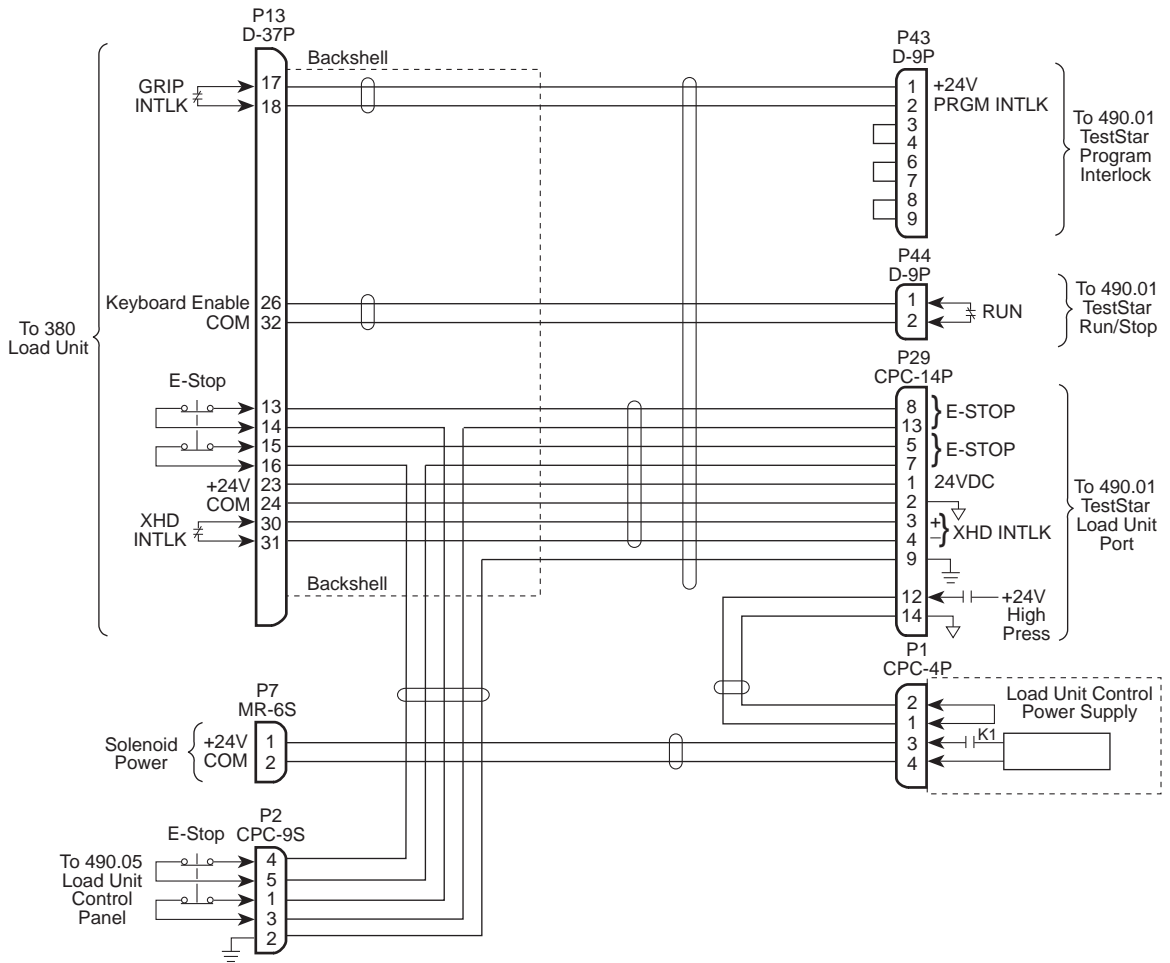 P13
D-37P
Backshell
GRIP
INTLK
17
18
Keyboard Enable
COM
26
32
To 380
Load Unit
E-Stop
13
14
15
16
+24V
COM
23
24
XHD
INTLK
30
31
Backshell
P43
D-9P
1
2
3
4
6
7
8
9
+24V
PRGM INTLK
To 490.01
TestStar
Program
Interlock
P44
D-9P
1
2
RUN
To 490.01
TestStar
Run/Stop
P29
CPC-14P
8
13
5
7
1
2
3
4
9
12
14
E-STOP
E-STOP
24VDC
+
–
XHD INTLK
+24V
High
Press
To 490.01
TestStar
Load Unit
Port
P7
MR-6S
Solenoid
Power
+24V
COM
1
2
P1
CPC-4P
2
1
3
4
K1
Load Unit Control
Power Supply
P2
CPC-9S
E-Stop
To 490.05
Load Unit
Control
Panel
4
5
1
3
2